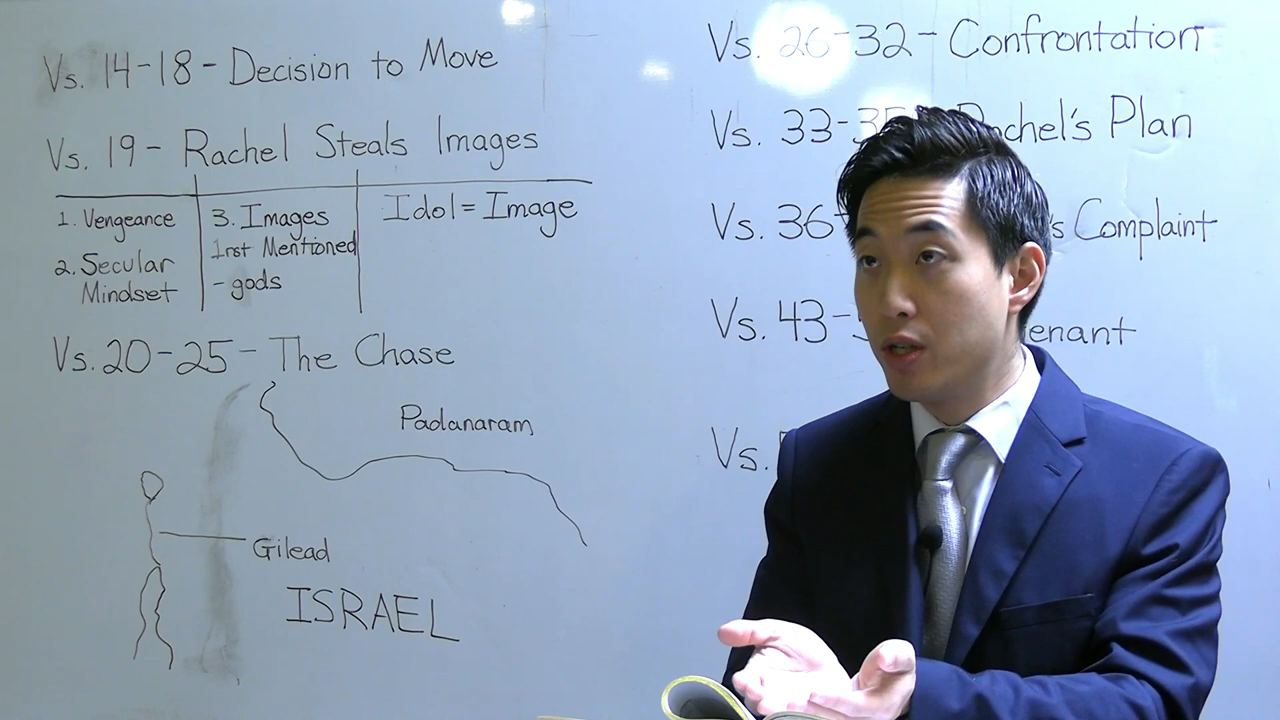 Vs. 14-18 - Decision to Move
Vs. 19 - Rachel Steals Images
1. Vengeance
2. Secular
Mindset
3. Images
1rst Mentioned
- gods
Idol = Image
Vs. 20-25 - The Chase
Padanaram
Gilead
ISRAEL
Vs. 26-32 - Confrontation
Vs. 33-35 Rachel's Plan
Vs. 36 Complaint
Vs. 43-
Vs.